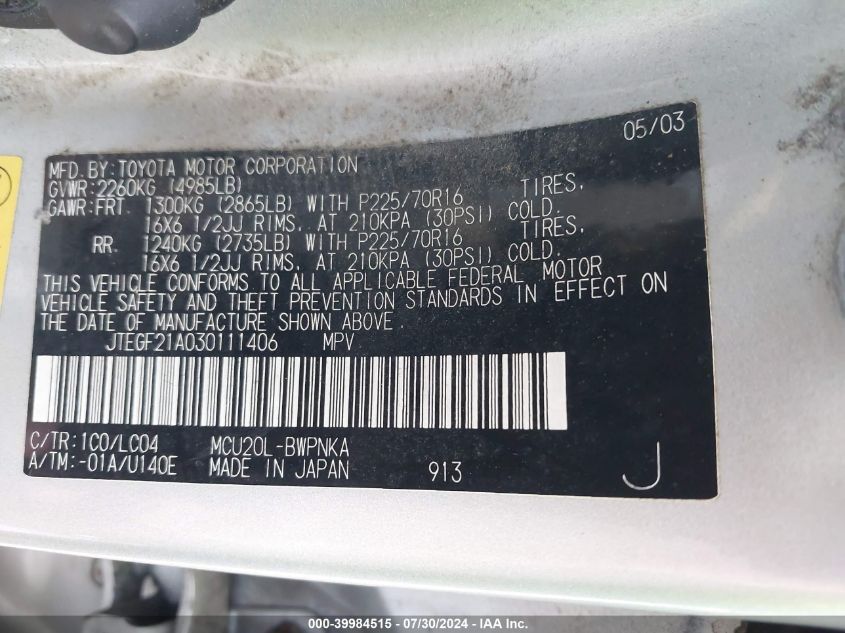 05/03
MFD. BY: TOYOTA MOTOR CORPORATION
GVWR: 2260KG (4985LB)
GAWR: FRT. 1300KG (2865LB) WITH P225/70R16 TIRES,
16X6 1/2JJ RIMS, AT 210KPA (30PSI) COLD.
RR. 1240KG (2735LB) WITH P225/70R16 TIRES,
16X6 1/2JJ RIMS, AT 210KPA (30PSI) COLD.
THIS VEHICLE CONFORMS TO ALL APPLICABLE FEDERAL MOTOR
VEHICLE SAFETY AND THEFT PREVENTION STANDARDS IN EFFECT ON
THE DATE OF MANUFACTURE SHOWN ABOVE.
JTEGF21A030111406 MPV
C/TR: 1C0/LC04 MCU20L-BWPNKA
A/TM: -01A/U140E MADE IN JAPAN 913 J
000-39984515 - 07/30/2024 - IAA Inc.